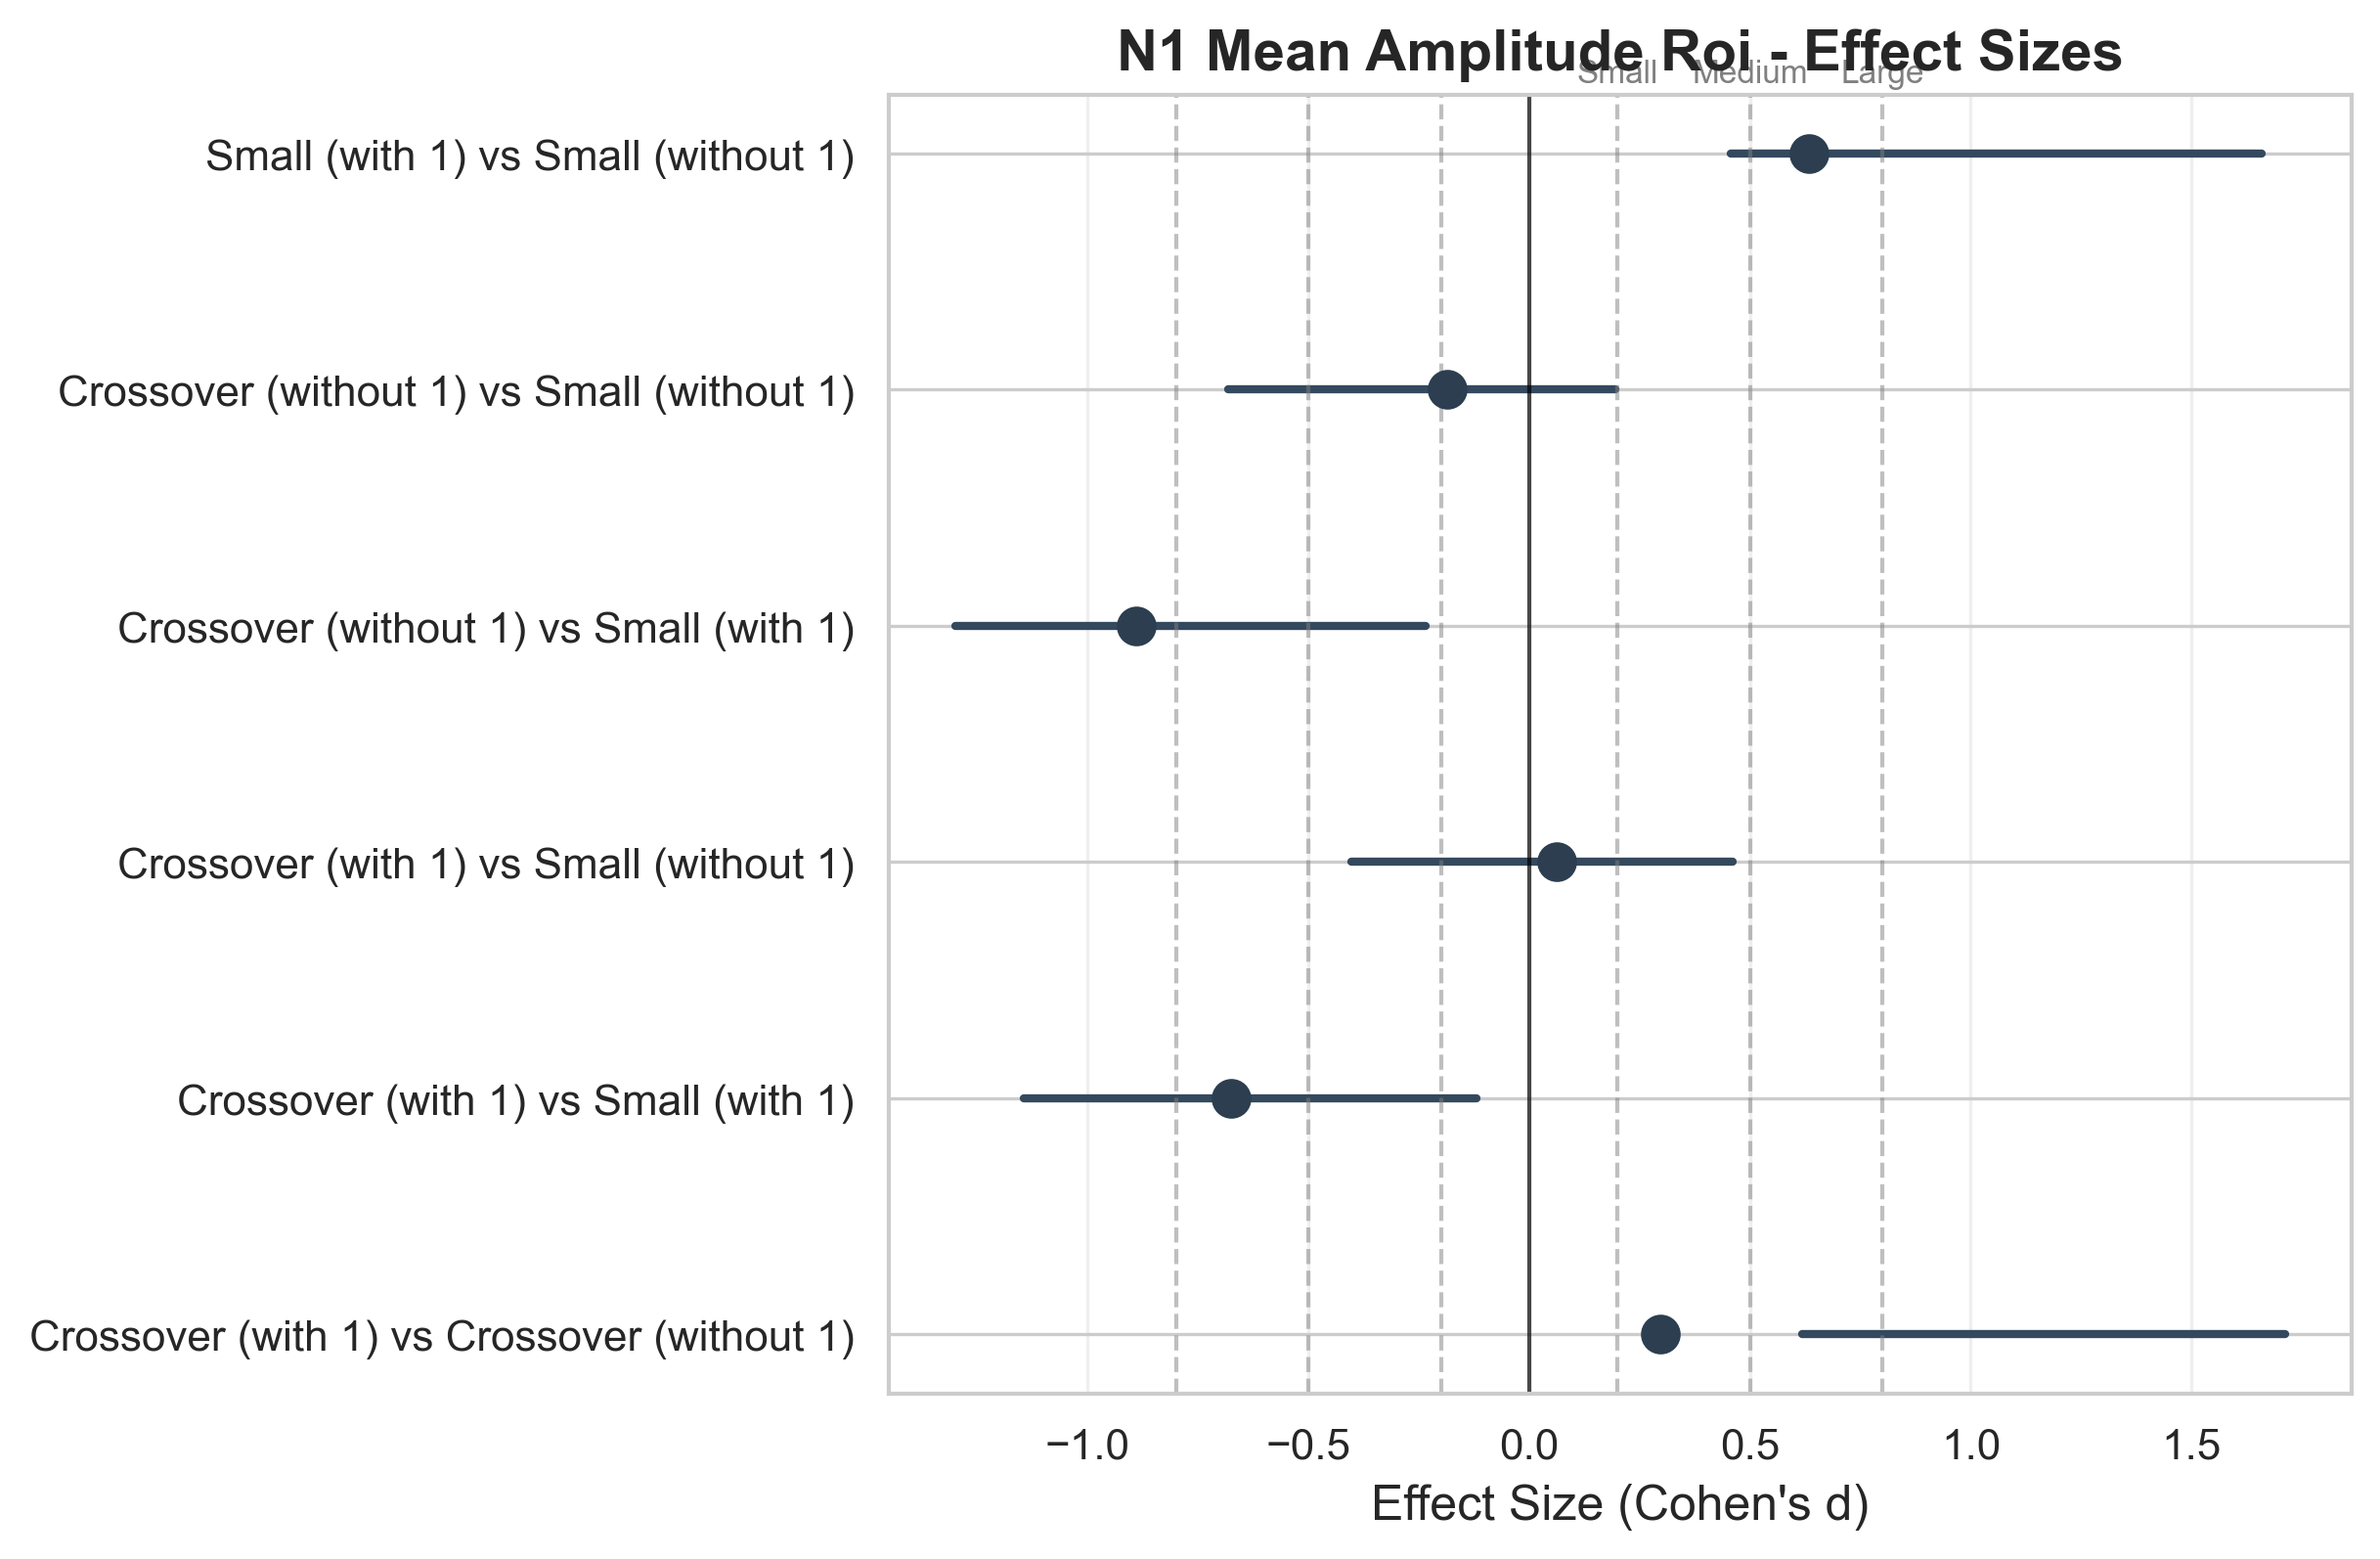 N1 Mean Amplitude Roi - Effect Sizes
Small Medium Large
Small (with 1) vs Small (without 1)
Crossover (without 1) vs Small (without 1)
Crossover (without 1) vs Small (with 1)
Crossover (with 1) vs Small (without 1)
Crossover (with 1) vs Small (with 1)
Crossover (with 1) vs Crossover (without 1)
−1.0 −0.5 0.0 0.5 1.0 1.5
Effect Size (Cohen's d)